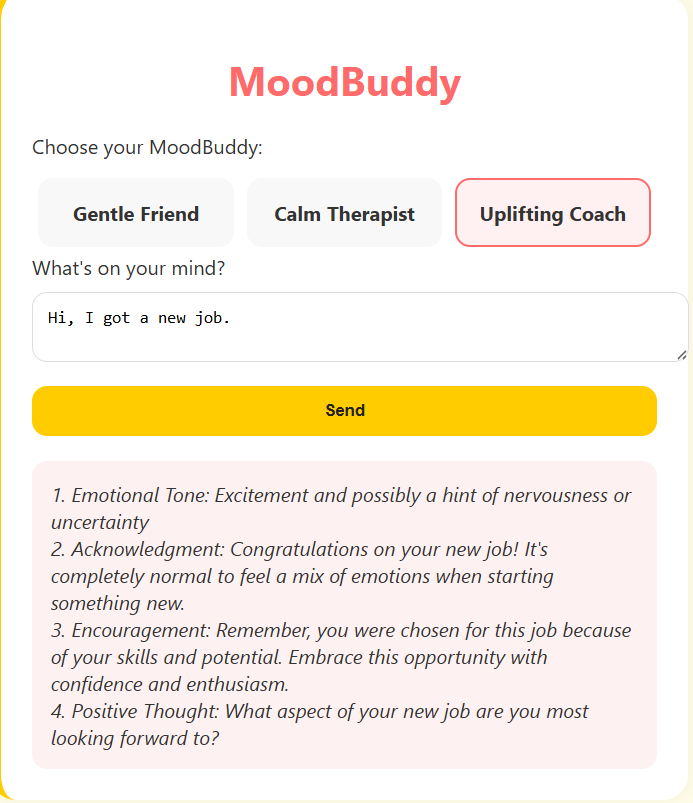 MoodBuddy
Choose your MoodBuddy:
Gentle Friend
Calm Therapist
Uplifting Coach
What's on your mind?
Hi, I got a new job.
Send
1. Emotional Tone: Excitement and possibly a hint of nervousness or
uncertainty
2. Acknowledgment: Congratulations on your new job! It's
completely normal to feel a mix of emotions when starting
something new.
3. Encouragement: Remember, you were chosen for this job because
of your skills and potential. Embrace this opportunity with
confidence and enthusiasm.
4. Positive Thought: What aspect of your new job are you most
looking forward to?